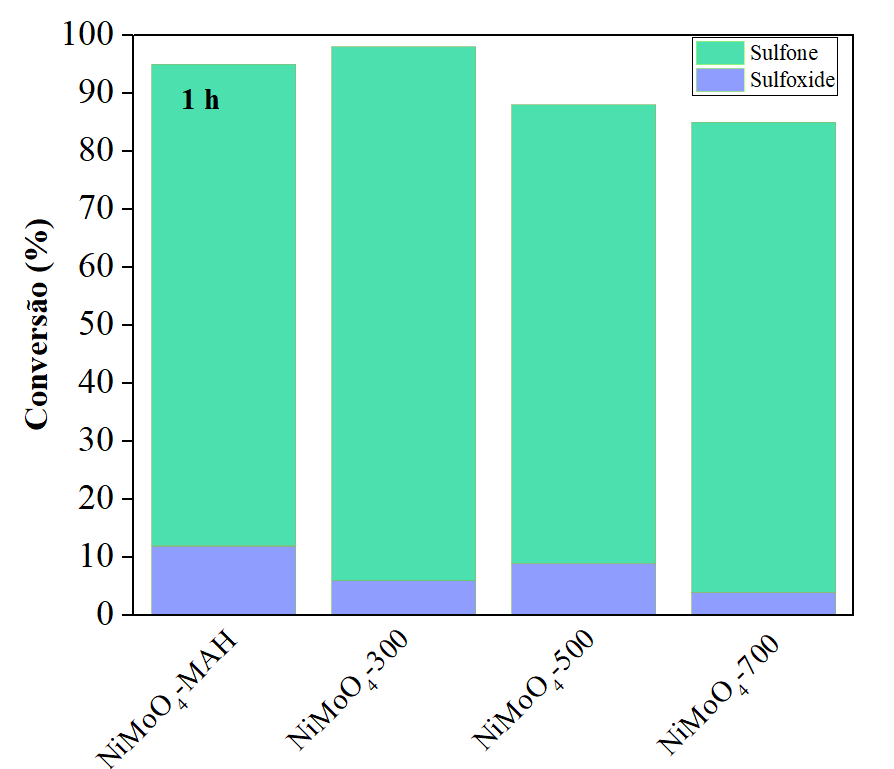 100
90
80
70
60
50
40
30
20
10
0
Conversão (%)
1 h
Sulfone
Sulfoxide
NiMoO₄-MAH
NiMoO₄-300
NiMoO₄-500
NiMoO₄-700